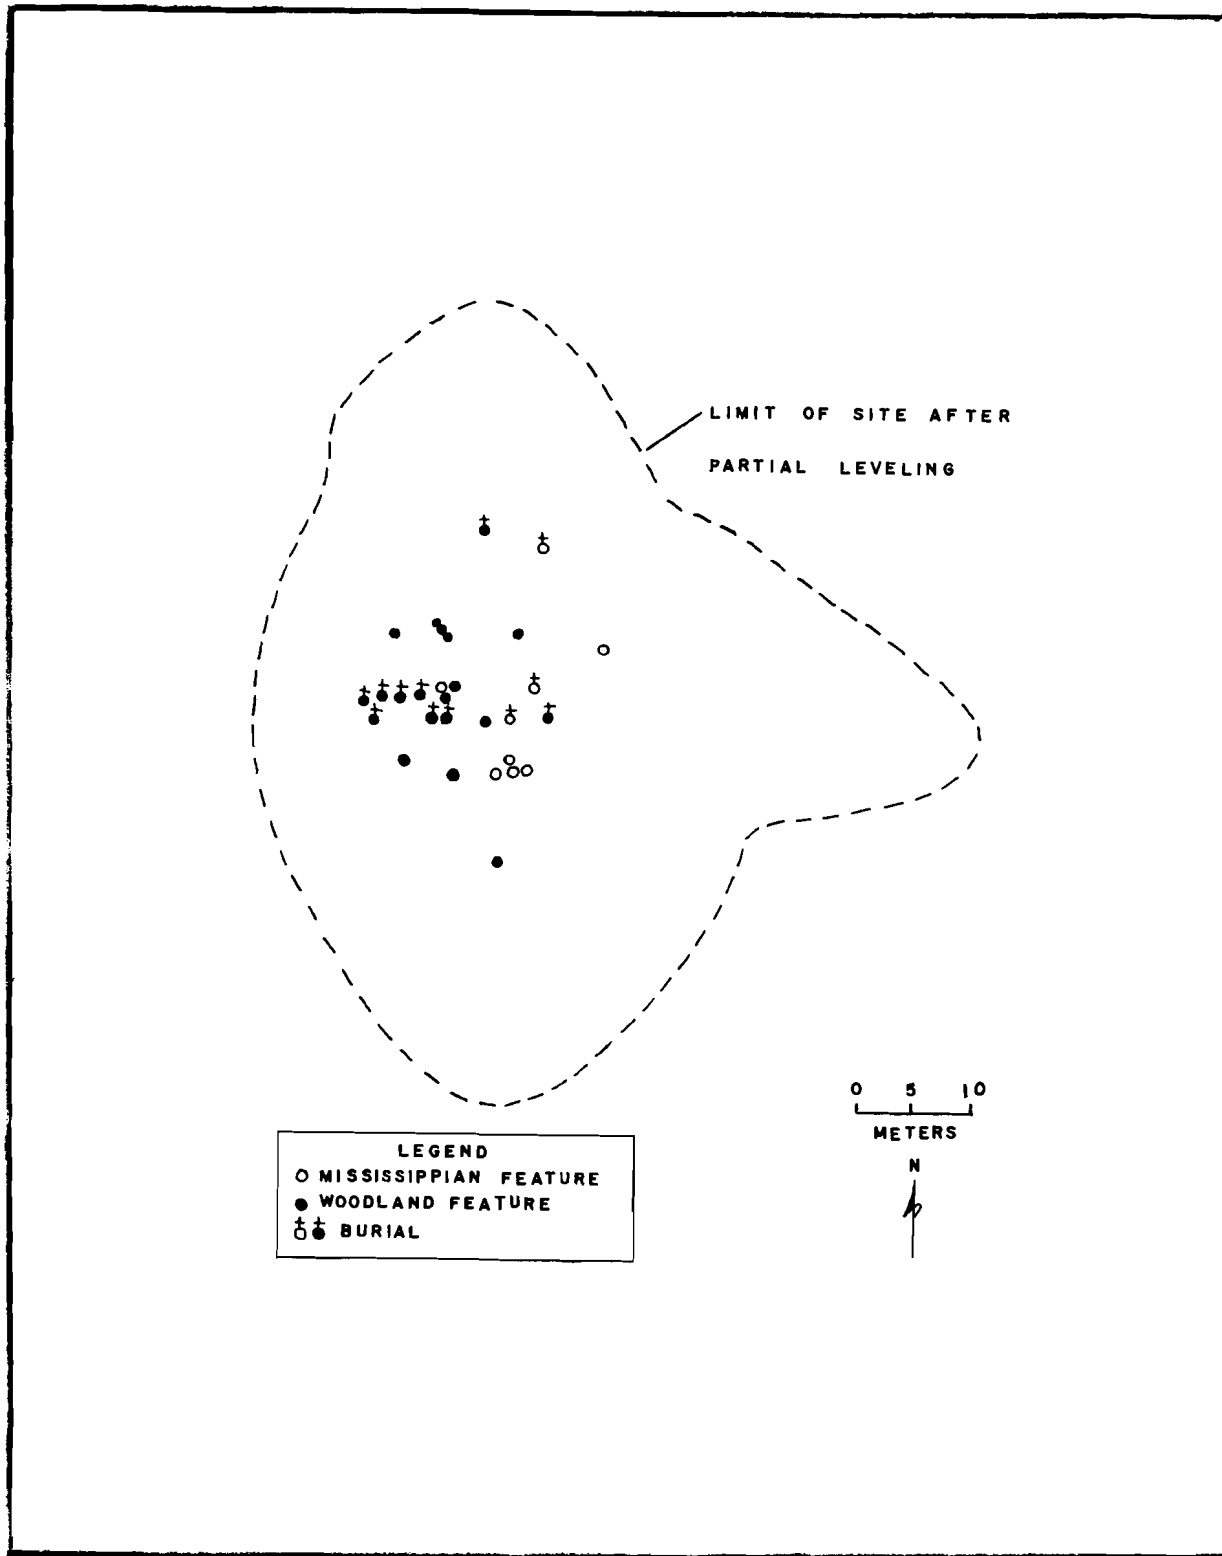 LIMIT OF SITE AFTER
PARTIAL LEVELING
0 5 10
METERS
N
LEGEND
MISSISSIPPIAN FEATURE
WOODLAND FEATURE
BURIAL